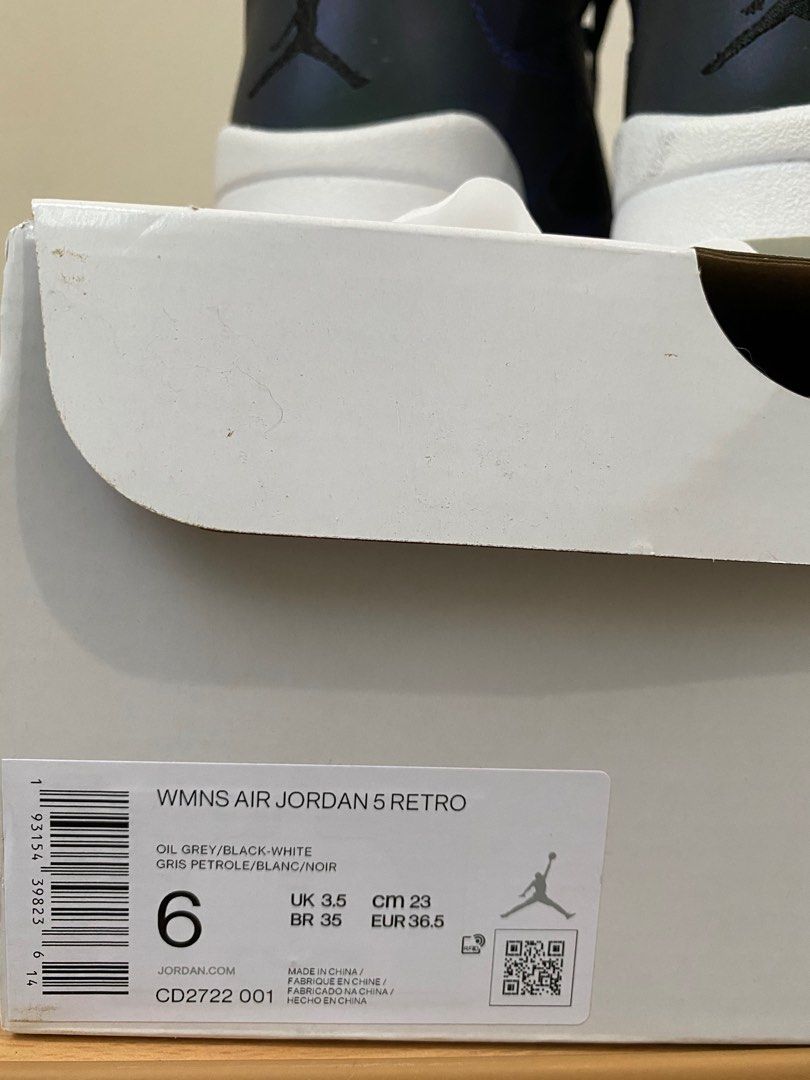 WMNS AIR JORDAN 5 RETRO
OIL GREY/BLACK-WHITE
GRIS PETROLE/BLANC/NOIR
6
UK 3.5 cm 23
BR 35 EUR 36.5
JORDAN.COM
CD2722 001
MADE IN CHINA /
FABRIQUE EN CHINE /
FABRICADO NA CHINA /
HECHO EN CHINA
1 93154 39823 6 14